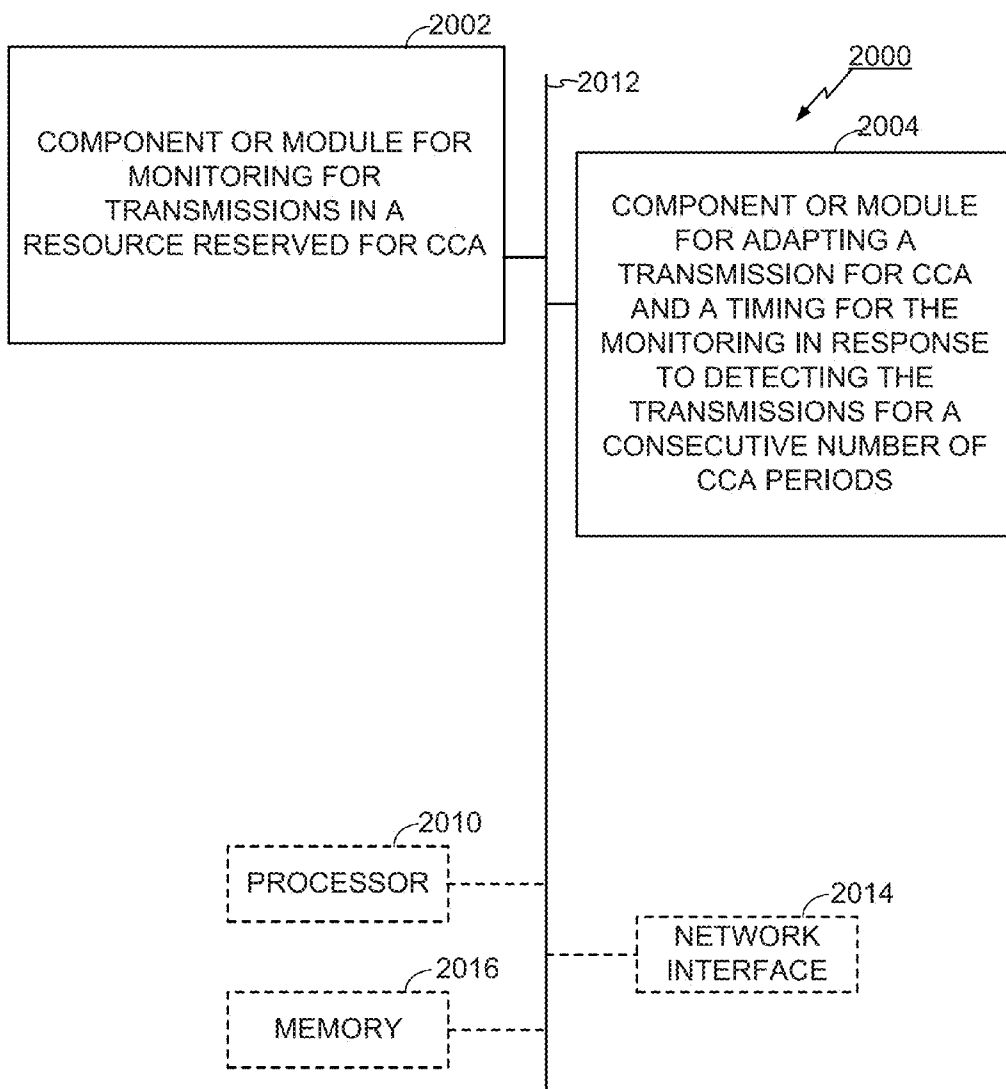 2002
COMPONENT OR MODULE FOR
MONITORING FOR
TRANSMISSIONS IN A
RESOURCE RESERVED FOR CCA
2012
2000
2004
COMPONENT OR MODULE
FOR ADAPTING A
TRANSMISSION FOR CCA
AND A TIMING FOR THE
MONITORING IN RESPONSE
TO DETECTING THE
TRANSMISSIONS FOR A
CONSECUTIVE NUMBER OF
CCA PERIODS
2010
PROCESSOR
2014
NETWORK
INTERFACE
2016
MEMORY